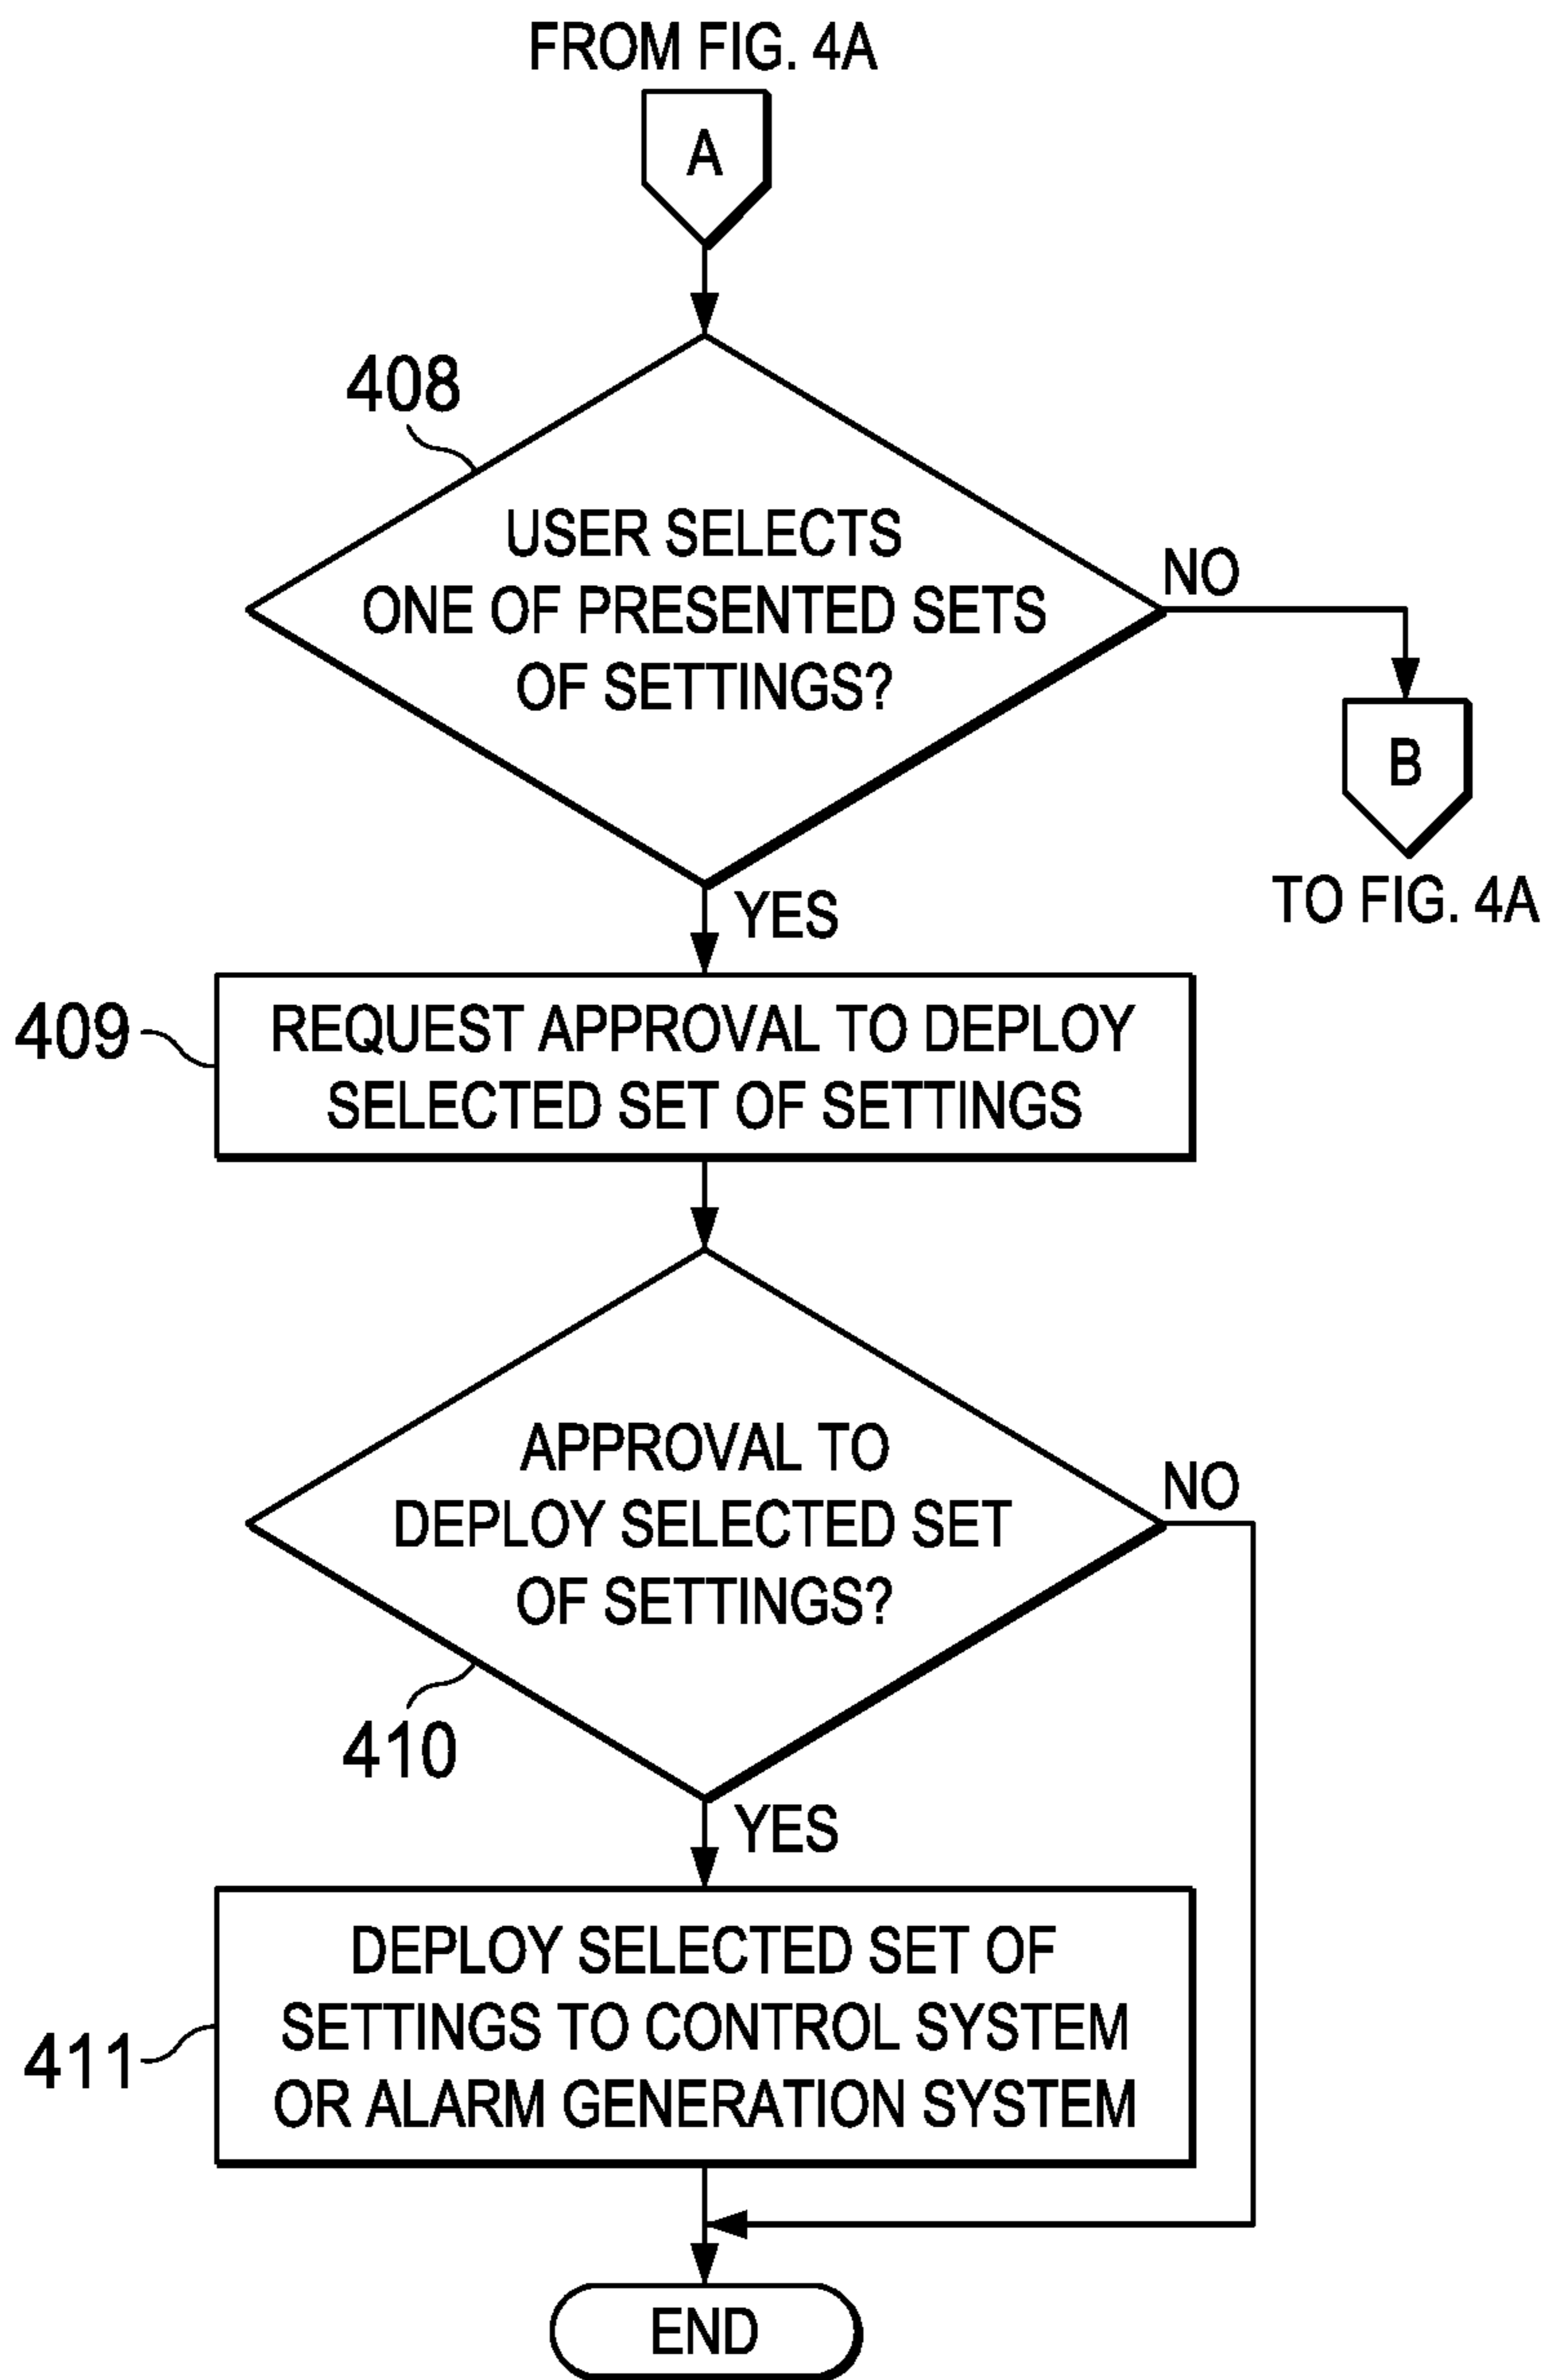 FROM FIG. 4A
A
408
USER SELECTS
ONE OF PRESENTED SETS
OF SETTINGS?
NO
B
TO FIG. 4A
YES
409
REQUEST APPROVAL TO DEPLOY
SELECTED SET OF SETTINGS
APPROVAL TO
DEPLOY SELECTED SET
OF SETTINGS?
NO
410
YES
411
DEPLOY SELECTED SET OF
SETTINGS TO CONTROL SYSTEM
OR ALARM GENERATION SYSTEM
END